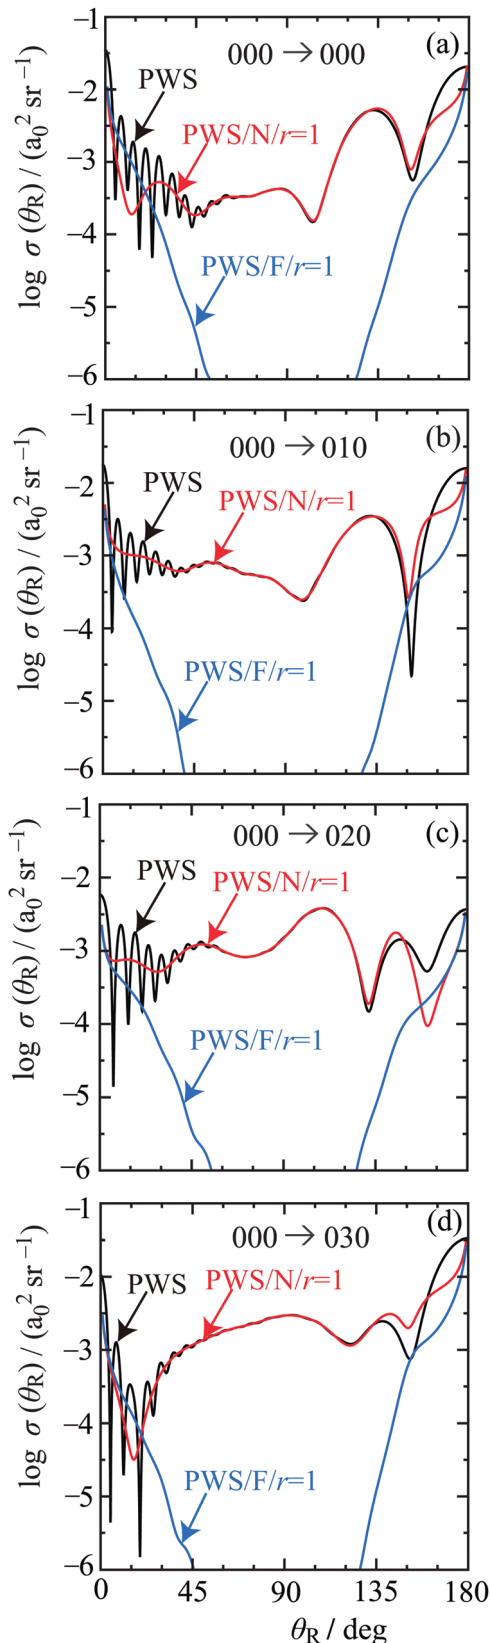 −1
(a)
000 → 000
PWS
−2
PWS/N/r=1
−3
−4
PWS/F/r=1
−5
−6
log σ (θR) / (a0² sr⁻¹)
−1
(b)
000 → 010
−2
PWS
PWS/N/r=1
−3
−4
PWS/F/r=1
−5
−6
log σ (θR) / (a0² sr⁻¹)
−1
(c)
000 → 020
−2
PWS
PWS/N/r=1
−3
−4
PWS/F/r=1
−5
−6
log σ (θR) / (a0² sr⁻¹)
−1
(d)
000 → 030
−2
PWS
PWS/N/r=1
−3
−4
PWS/F/r=1
−5
−6
log σ (θR) / (a0² sr⁻¹)
0 45 90 135 180
θR / deg